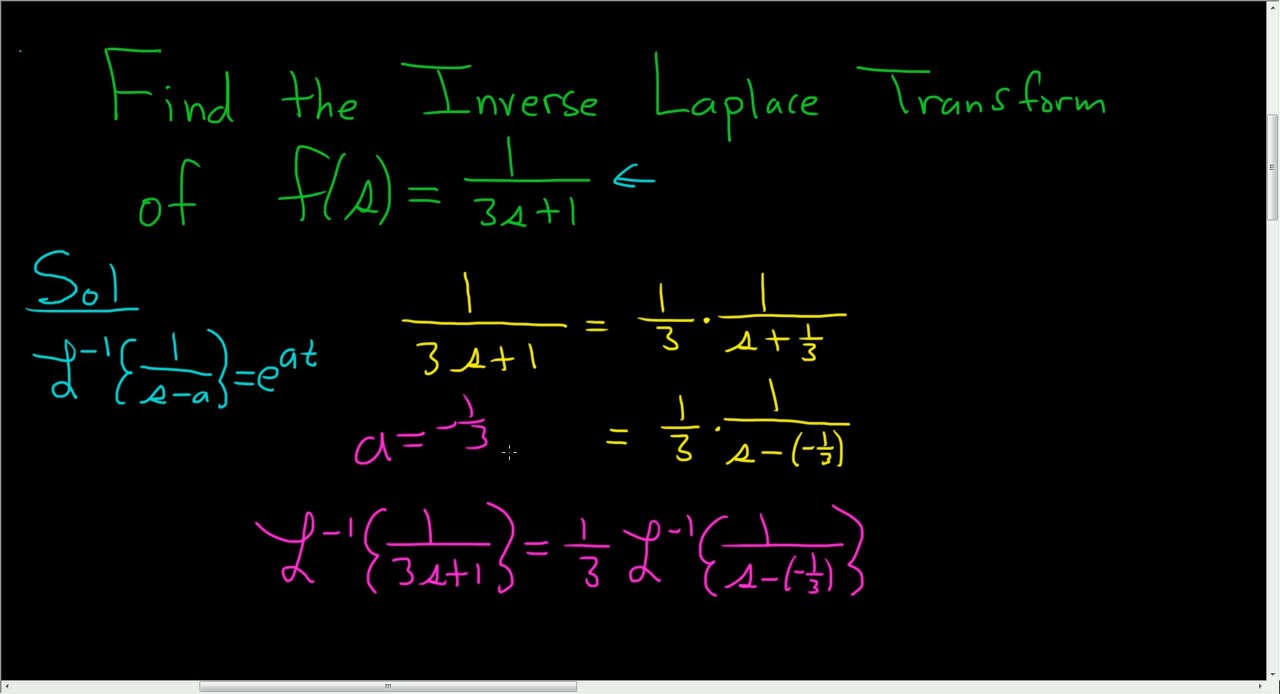 Find the Inverse Laplace Transform
of f(s) = 1/(3s+1) ←
Sol
ℒ⁻¹{1/(s-a)} = e^{at}
1/(3s+1) = 1/3 · 1/(s + 1/3)
= 1/3 · 1/(s-(-1/3))
a = -1/3
ℒ⁻¹{1/(3s+1)} = 1/3 ℒ⁻¹{1/(s-(-1/3))}